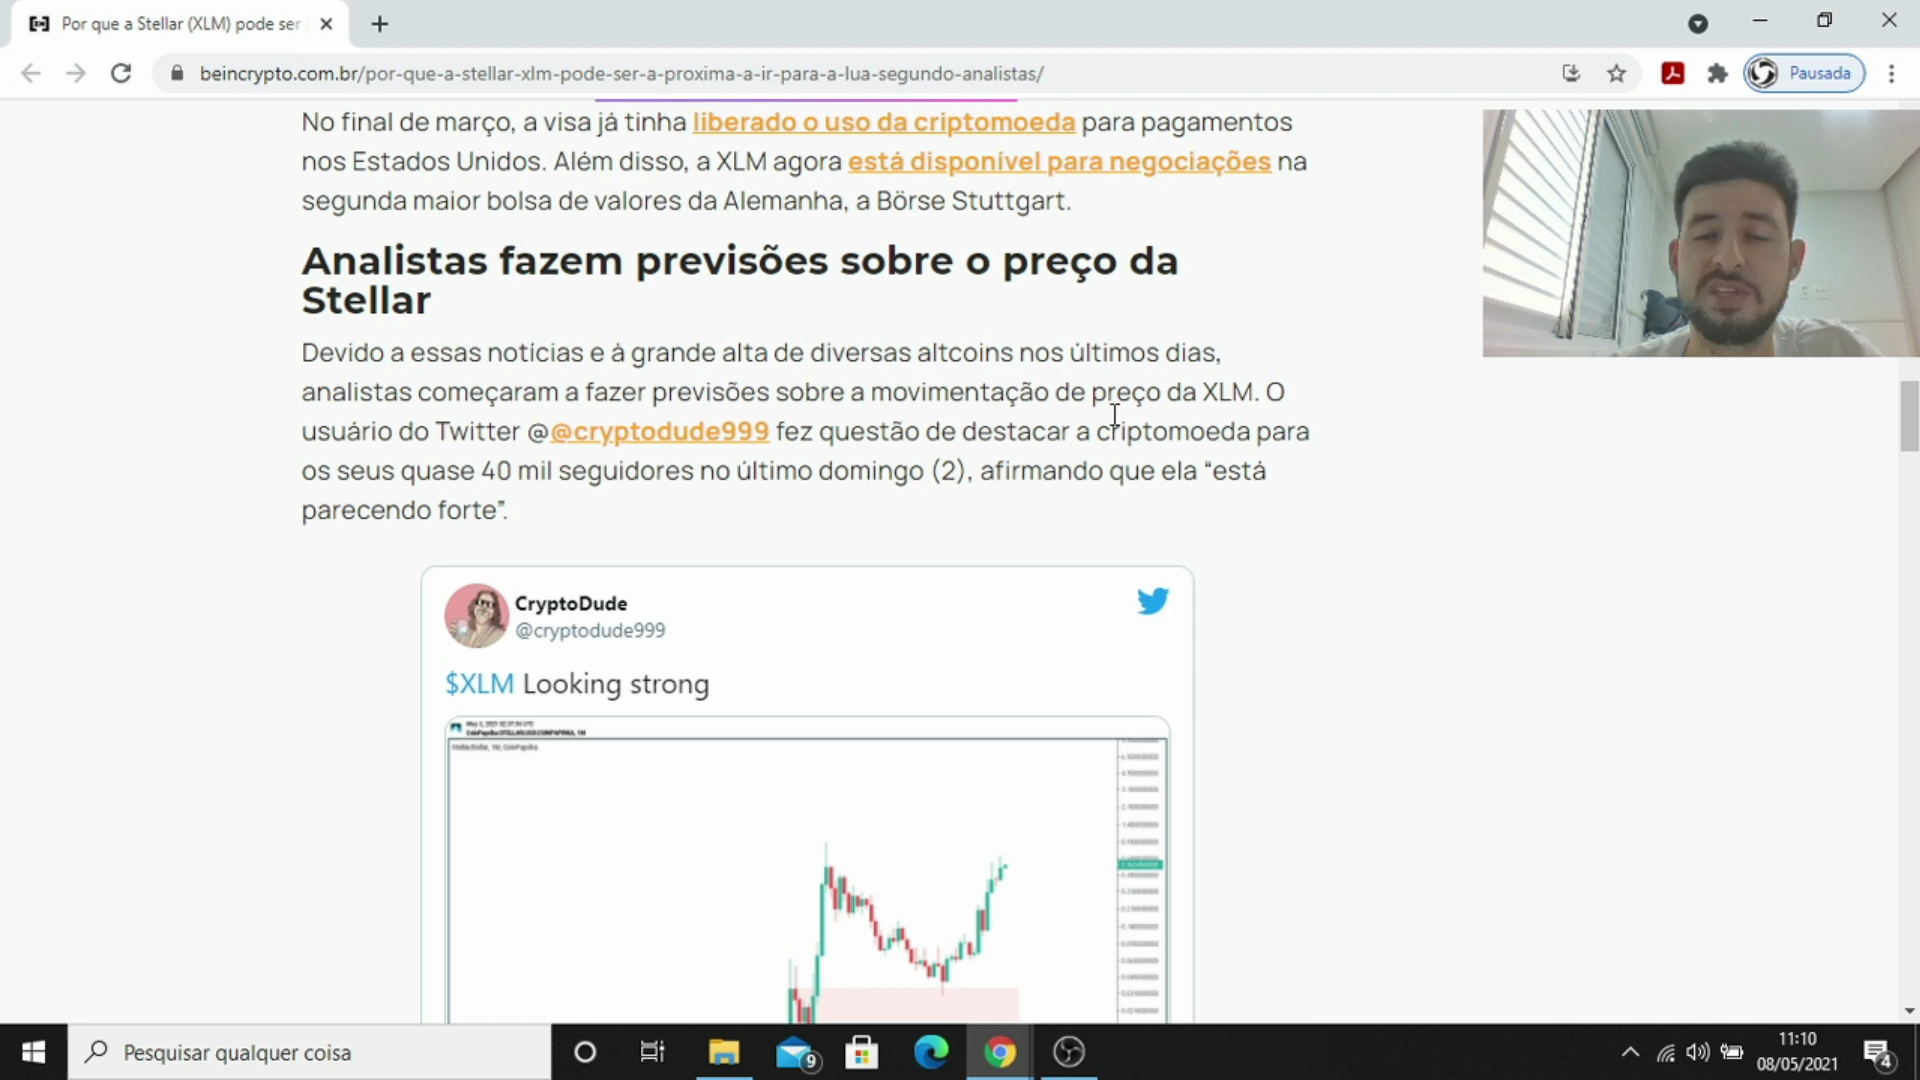 Por que a Stellar (XLM) pode ser
beincrypto.com.br/por-que-a-stellar-xlm-pode-ser-a-proxima-a-ir-para-a-lua-segundo-analistas/
Pausada
No final de março, a visa já tinha liberado o uso da criptomoeda para pagamentos
nos Estados Unidos. Além disso, a XLM agora está disponível para negociações na
segunda maior bolsa de valores da Alemanha, a Börse Stuttgart.
Analistas fazem previsões sobre o preço da
Stellar
Devido a essas notícias e à grande alta de diversas altcoins nos últimos dias,
analistas começaram a fazer previsões sobre a movimentação de preço da XLM. O
usuário do Twitter @@cryptodude999 fez questão de destacar a criptomoeda para
os seus quase 40 mil seguidores no último domingo (2), afirmando que ela “está
parecendo forte”.
CryptoDude
@cryptodude999
$XLM Looking strong
Pesquisar qualquer coisa
9
11:10
08/05/2021
4